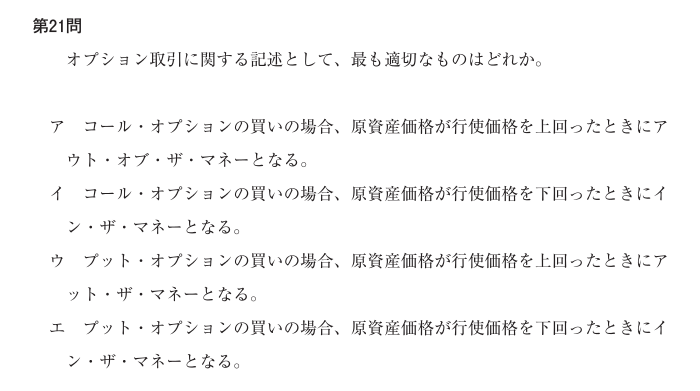 第21問
オプション取引に関する記述として、最も適切なものはどれか。
ア　コール・オプションの買いの場合、原資産価格が行使価格を上回ったときにア
ウト・オブ・ザ・マネーとなる。
イ　コール・オプションの買いの場合、原資産価格が行使価格を下回ったときにイ
ン・ザ・マネーとなる。
ウ　プット・オプションの買いの場合、原資産価格が行使価格を上回ったときにア
ット・ザ・マネーとなる。
エ　プット・オプションの買いの場合、原資産価格が行使価格を下回ったときにイ
ン・ザ・マネーとなる。